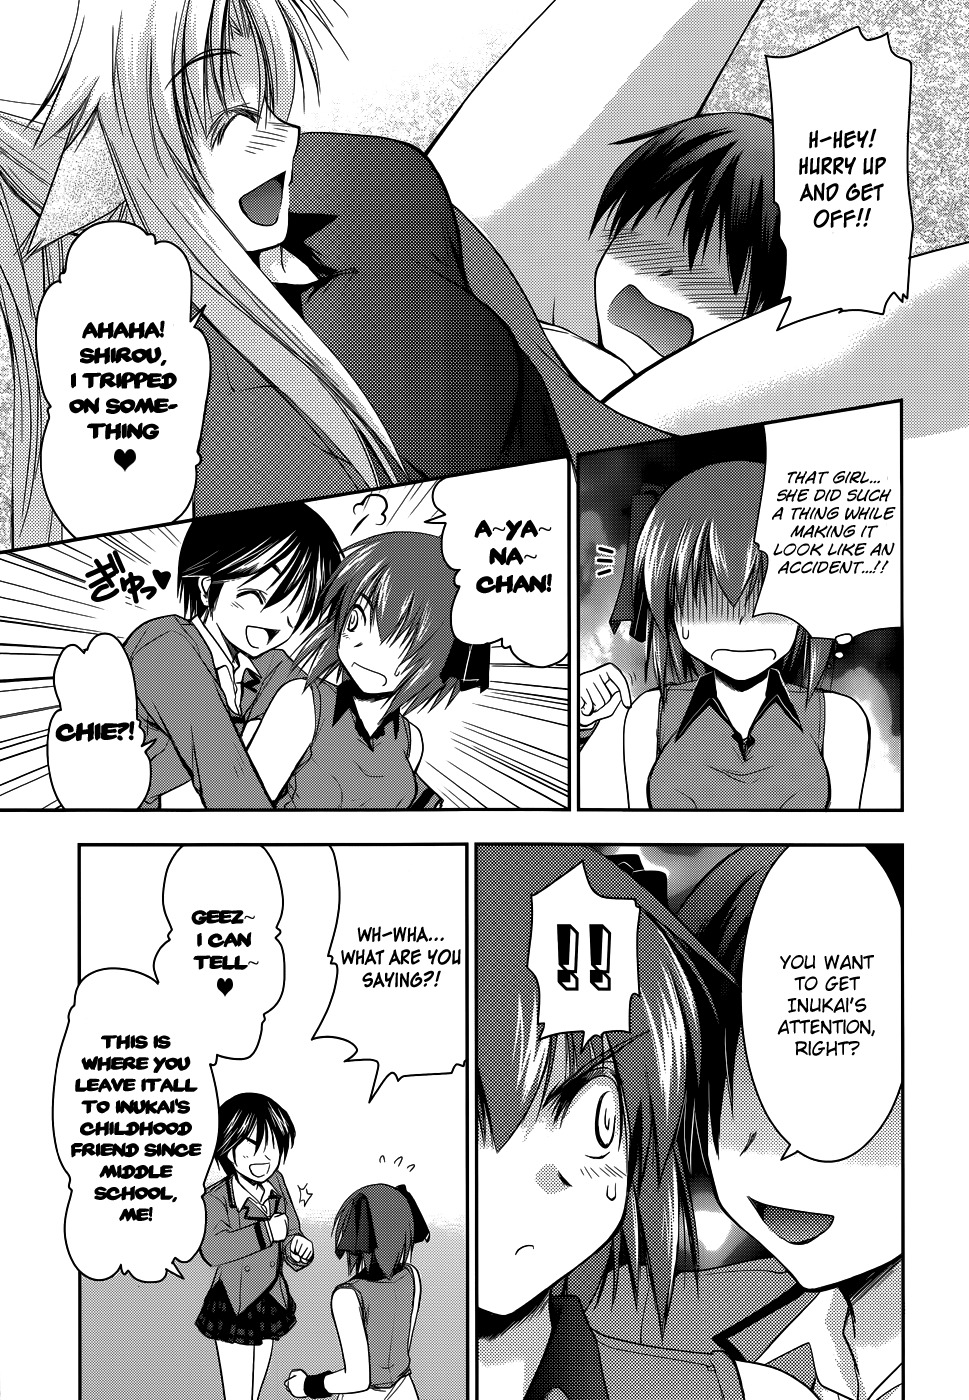 H-HEY!
HURRY UP
AND GET
OFF!!
AHAHA!
SHIROU,
I TRIPPED
ON SOME-
THING
♥
THAT GIRL...
SHE DID SUCH
A THING WHILE
MAKING IT
LOOK LIKE AN
ACCIDENT...!!
A~YA~
NA~
CHAN!
ぎゅっ♥
CHIE?!
YOU WANT
TO GET
INUKAI'S
ATTENTION,
RIGHT?
!!
WH-WHA...
WHAT ARE YOU
SAYING?!
GEEZ~
I CAN
TELL~
♥
THIS IS
WHERE YOU
LEAVE IT ALL
TO INUKAI'S
CHILDHOOD
FRIEND SINCE
MIDDLE
SCHOOL,
ME!